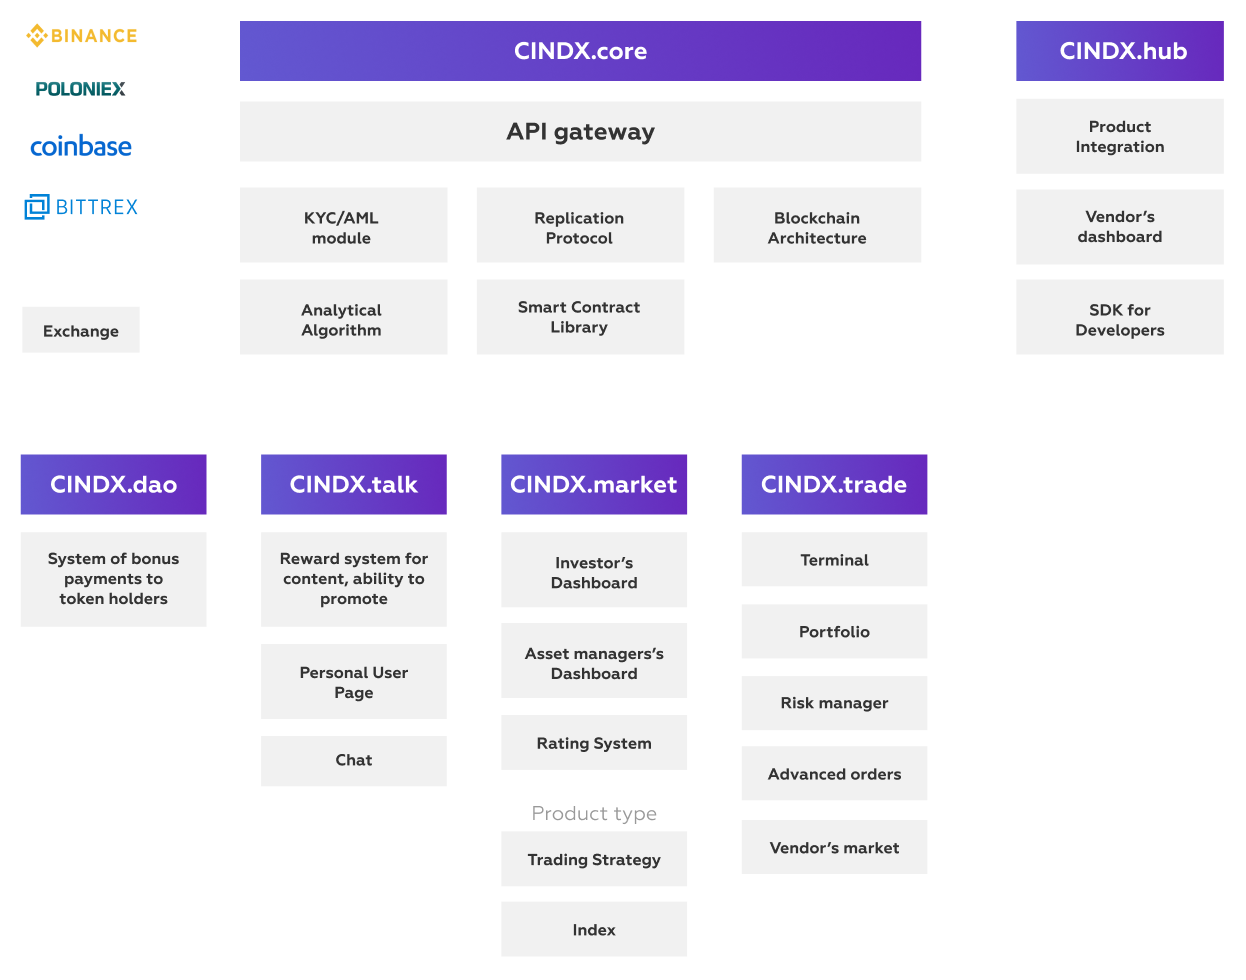 BINANCE
POLONIEX
coinbase
BITTREX
Exchange
CINDX.core
API gateway
KYC/AML
module
Replication
Protocol
Blockchain
Architecture
Analytical
Algorithm
Smart Contract
Library
CINDX.hub
Product
Integration
Vendor's
dashboard
SDK for
Developers
CINDX.dao
System of bonus
payments to
token holders
CINDX.talk
Reward system for
content, ability to
promote
Personal User
Page
Chat
CINDX.market
Investor's
Dashboard
Asset managers's
Dashboard
Rating System
Product type
Trading Strategy
Index
CINDX.trade
Terminal
Portfolio
Risk manager
Advanced orders
Vendor's market